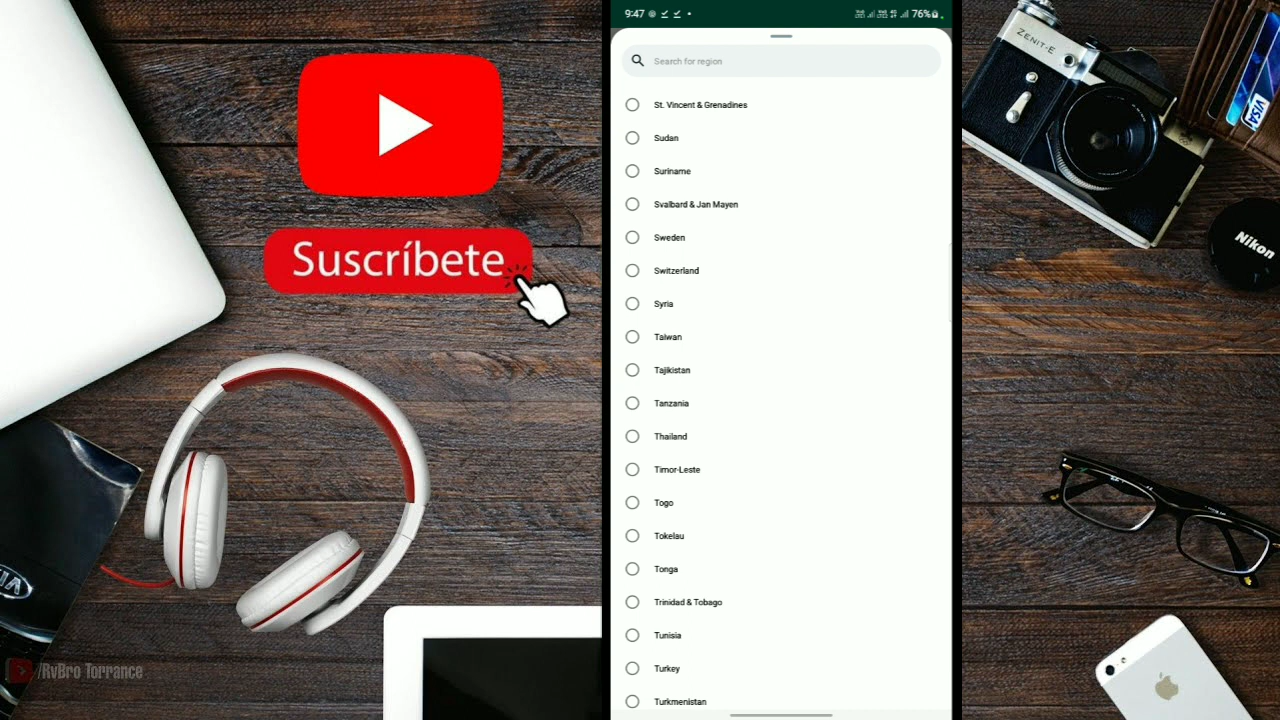 9:47
76%
Search for region
St. Vincent & Grenadines
Sudan
Suriname
Svalbard & Jan Mayen
Sweden
Switzerland
Syria
Taiwan
Tajikistan
Tanzania
Thailand
Timor-Leste
Togo
Tokelau
Tonga
Trinidad & Tobago
Tunisia
Turkey
Turkmenistan
Suscríbete
/RvBro Torrance
ZENIT-E
VISA
Nikon